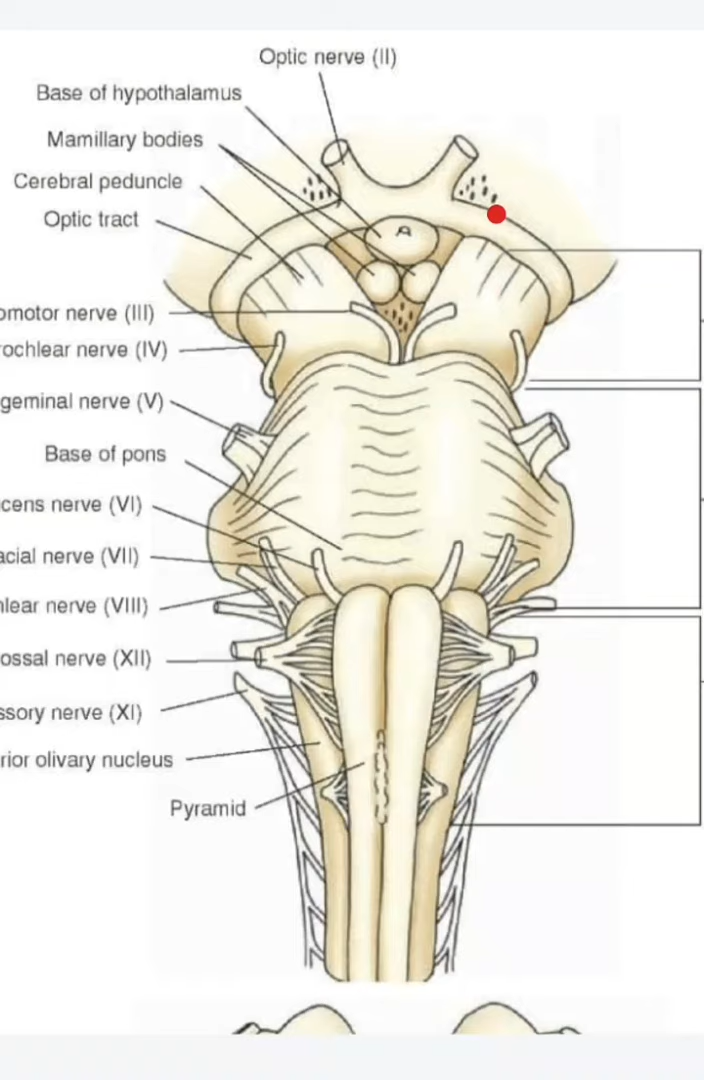 Optic nerve (II)
Base of hypothalamus
Mamillary bodies
Cerebral peduncle
Optic tract
omotor nerve (III)
rochlear nerve (IV)
geminal nerve (V)
Base of pons
cens nerve (VI)
acial nerve (VII)
lear nerve (VIII)
ossal nerve (XII)
ssory nerve (XI)
rior olivary nucleus
Pyramid